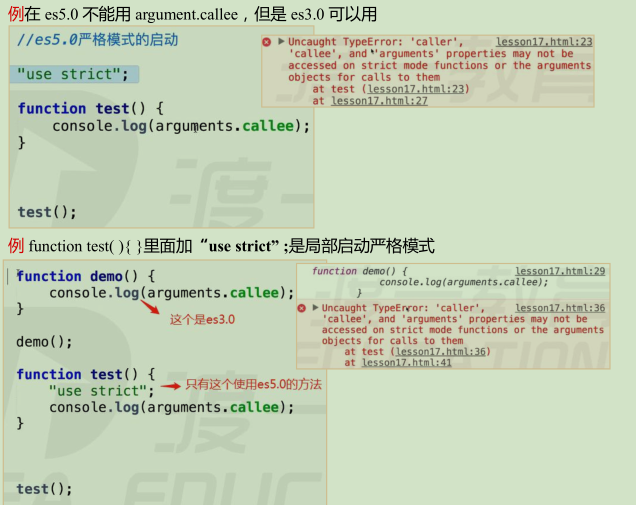 例在 es5.0 不能用 argument.callee，但是 es3.0 可以用
//es5.0严格模式的启动
"use strict";
function test() {
    console.log(arguments.callee);
}
test();
Uncaught TypeError: 'caller', lesson17.html:23
'callee', and 'arguments' properties may not be
accessed on strict mode functions or the arguments
objects for calls to them
    at test (lesson17.html:23)
    at lesson17.html:27
例 function test( ){ }里面加“use strict” ;是局部启动严格模式
function demo() {
    console.log(arguments.callee);
}
这个是es3.0
demo();
function test() {
    "use strict";
只有这个使用es5.0的方法
    console.log(arguments.callee);
}
test();
function demo() { lesson17.html:29
    console.log(arguments.callee);
}
Uncaught TypeError: 'caller', lesson17.html:36
'callee', and 'arguments' properties may not be
accessed on strict mode functions or the arguments
objects for calls to them
    at test (lesson17.html:36)
    at lesson17.html:41